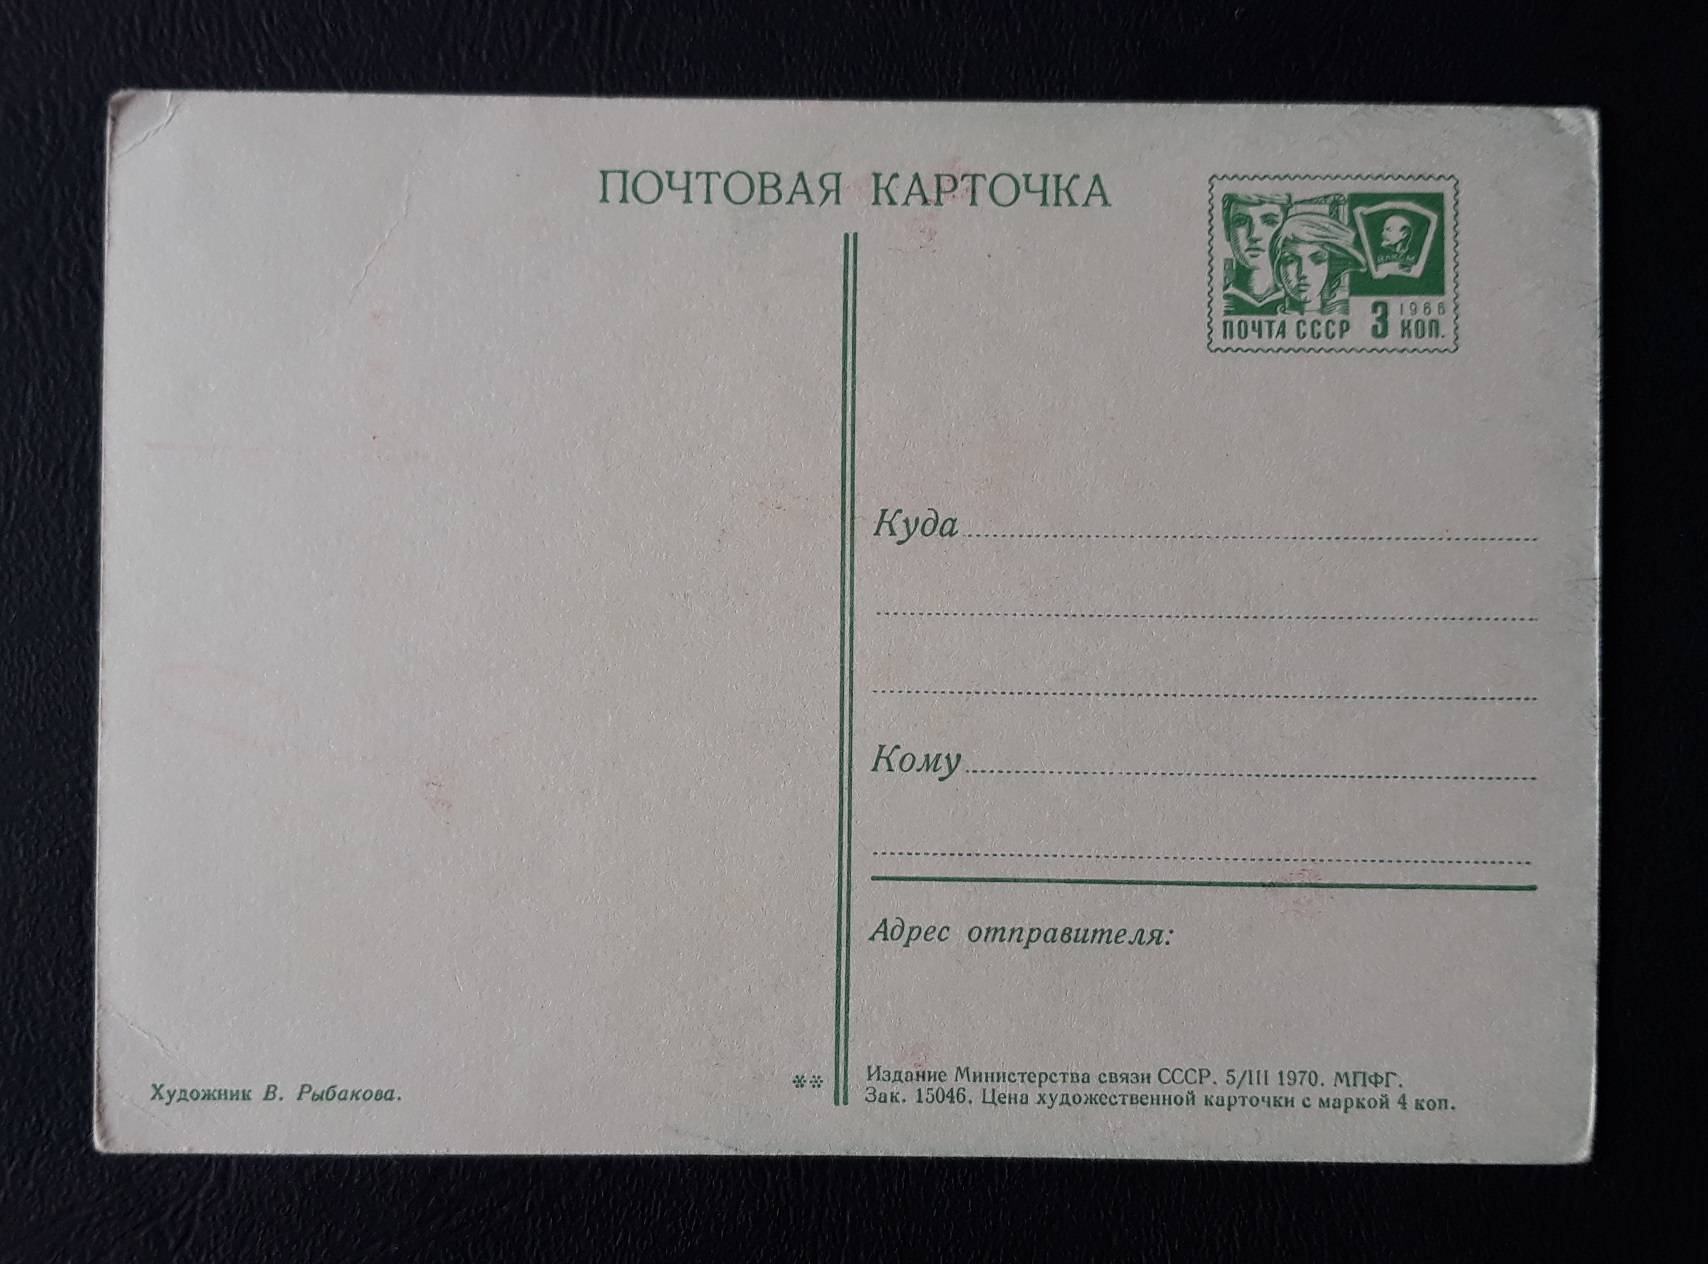 ПОЧТОВАЯ КАРТОЧКА
ВЛКСМ
1966
ПОЧТА СССР 3 КОП.
Куда
Кому
Адрес отправителя:
Художник В. Рыбакова.
** Издание Министерства связи СССР. 5/III 1970. МПФГ.
Зак. 15046. Цена художественной карточки с маркой 4 коп.